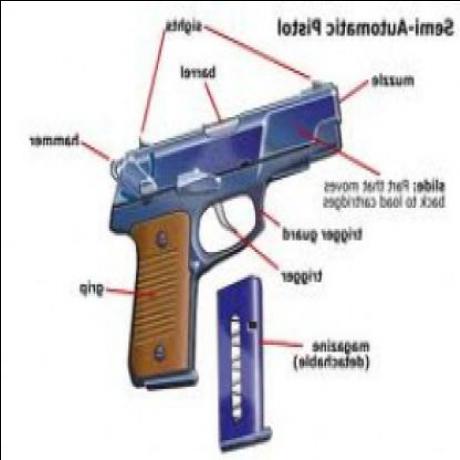 Semi-Automatic Pistol
sights
barrel
muzzle
hammer
slide: Part that moves
back to load cartridges
trigger guard
trigger
grip
magazine
(detachable)